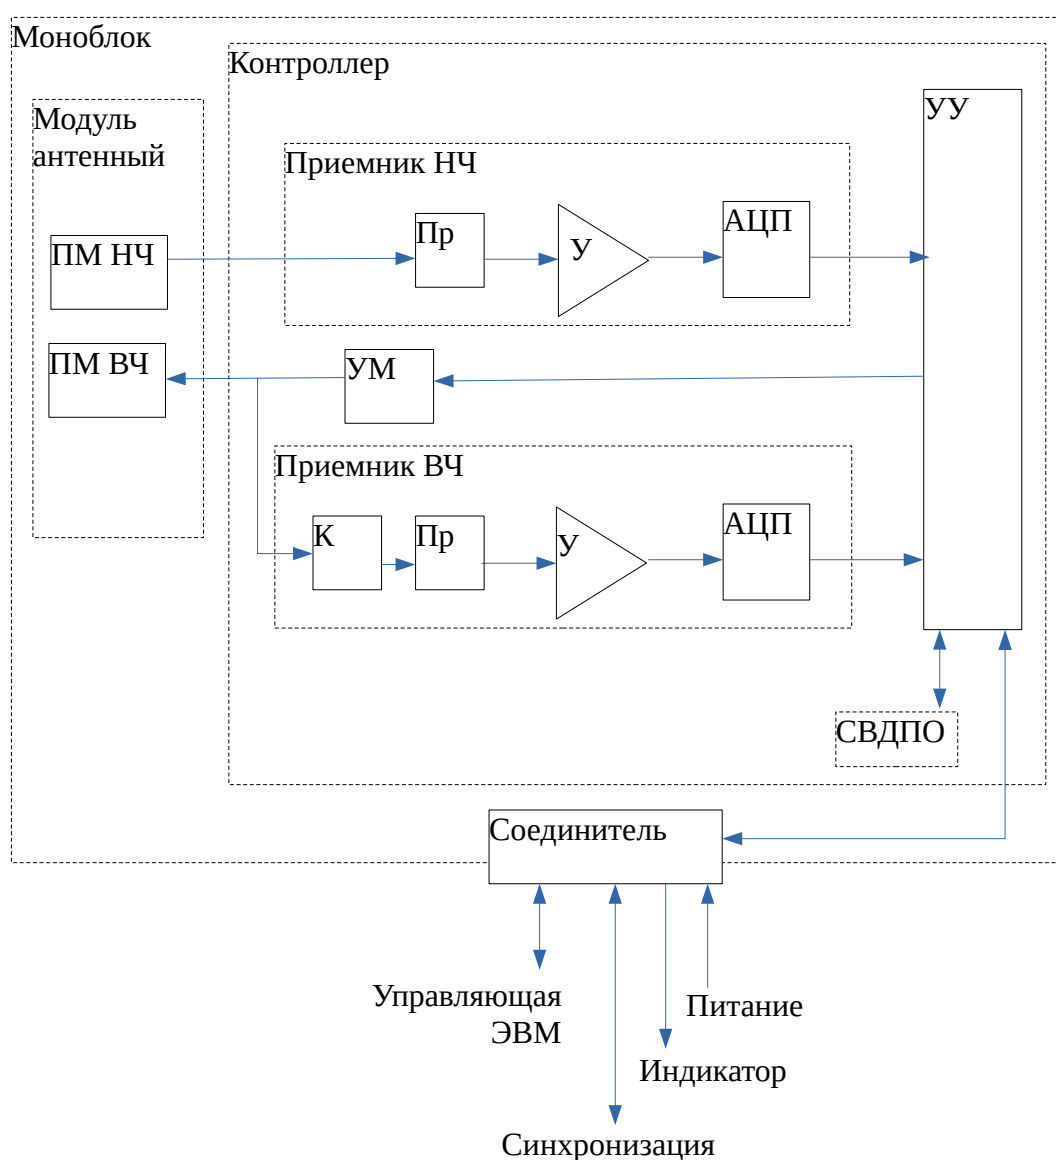 Моноблок
Контроллер
Модуль
антенный
УУ
Приемник НЧ
ПМ НЧ
Пр
У
АЦП
ПМ ВЧ
УМ
Приемник ВЧ
К
Пр
У
АЦП
СВДПО
Соединитель
Управляющая
ЭВМ
Питание
Индикатор
Синхронизация